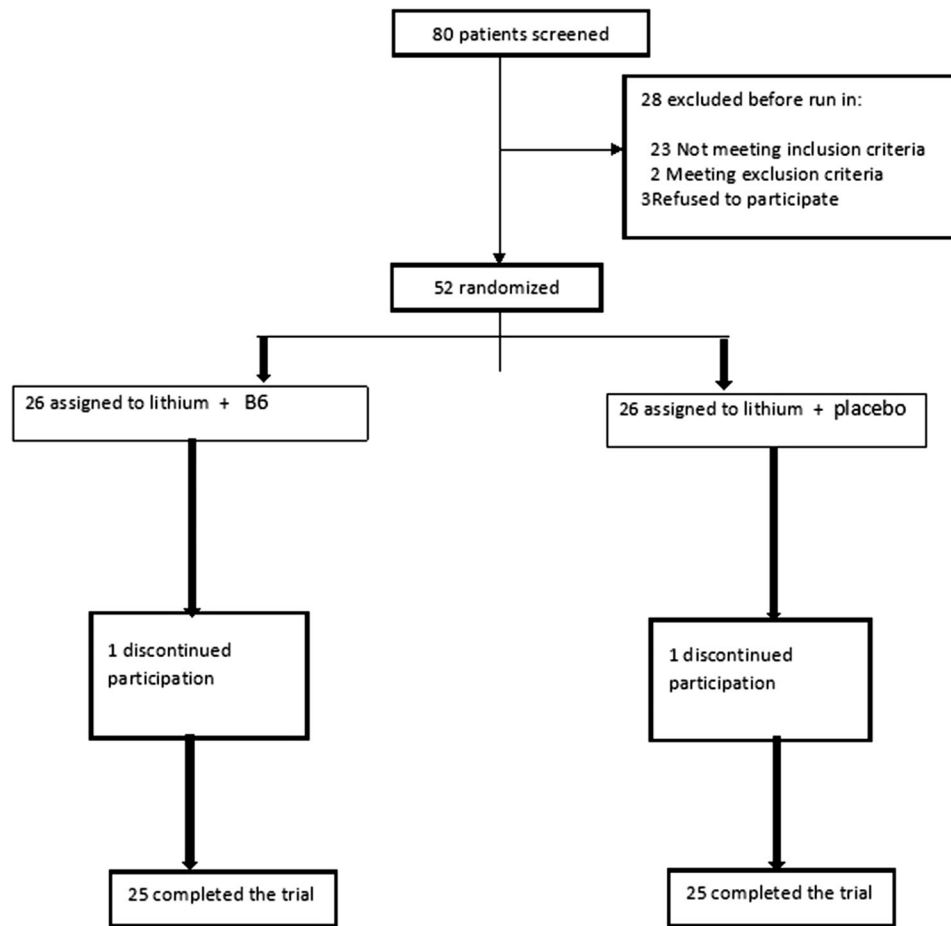 80 patients screened
28 excluded before run in:
23 Not meeting inclusion criteria
2 Meeting exclusion criteria
3Refused to participate
52 randomized
26 assigned to lithium + B6
26 assigned to lithium + placebo
1 discontinued
participation
1 discontinued
participation
25 completed the trial
25 completed the trial